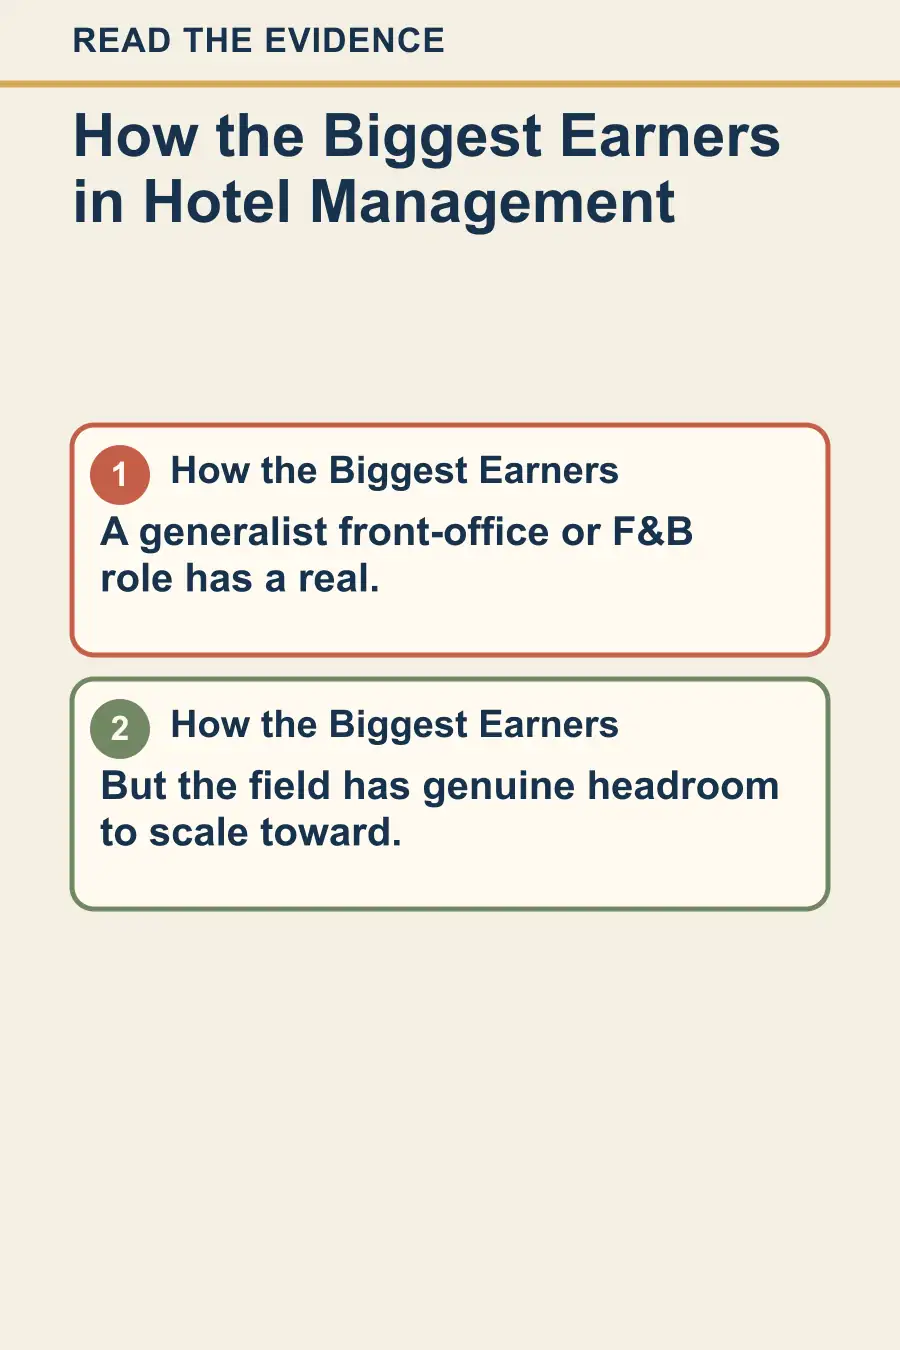 READ THE EVIDENCE
How the Biggest Earners
in Hotel Management
1 How the Biggest Earners
A generalist front-office or F&B
role has a real.
2 How the Biggest Earners
But the field has genuine headroom
to scale toward.